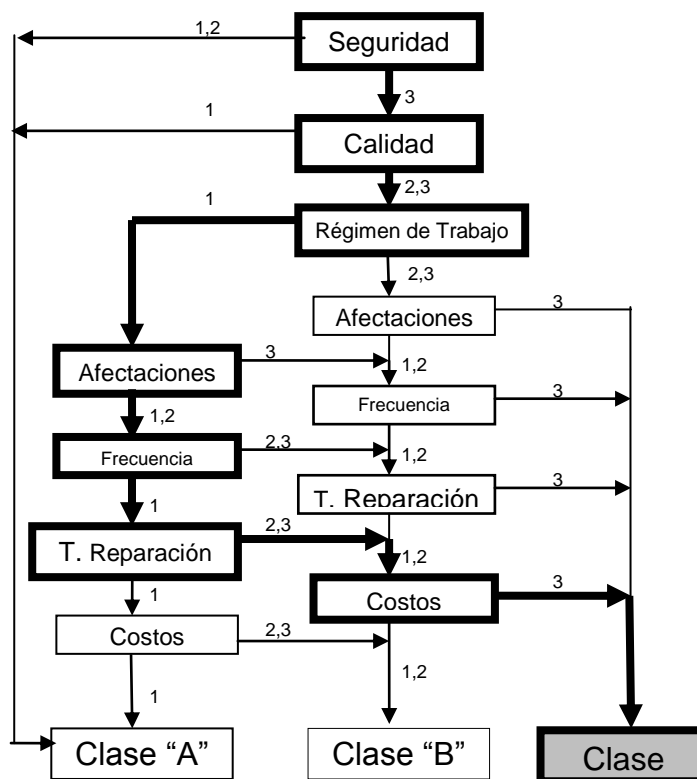 1,2
Seguridad
3
1
Calidad
2,3
1
Régimen de Trabajo
2,3
3
Afectaciones
Afectaciones
3
1,2
1,2
Frecuencia
3
Frecuencia
2,3
1,2
1
T. Reparación
3
T. Reparación
2,3
1,2
1
Costos
3
Costos
2,3
1,2
1
Clase “A”
Clase “B”
Clase